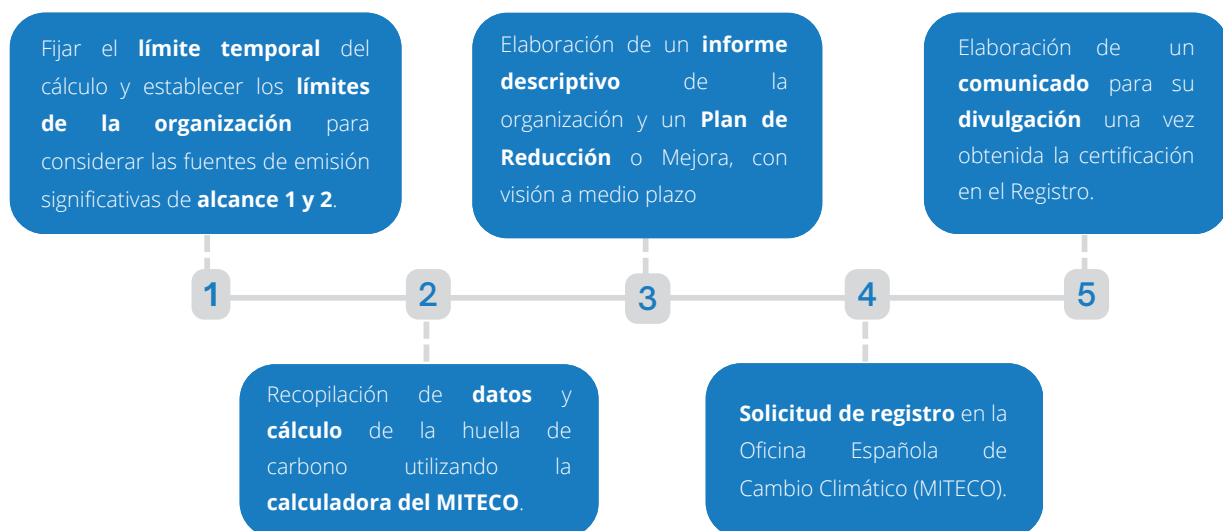 Fijar el límite temporal del
cálculo y establecer los límites
de la organización para
considerar las fuentes de emisión
significativas de alcance 1 y 2.
Elaboración de un informe
descriptivo de la
organización y un Plan de
Reducción o Mejora, con
visión a medio plazo
Elaboración de un
comunicado para su
divulgación una vez
obtenida la certificación
en el Registro.
1
2
3
4
5
Recopilación de datos y
cálculo de la huella de
carbono utilizando la
calculadora del MITECO.
Solicitud de registro en la
Oficina Española de
Cambio Climático (MITECO).